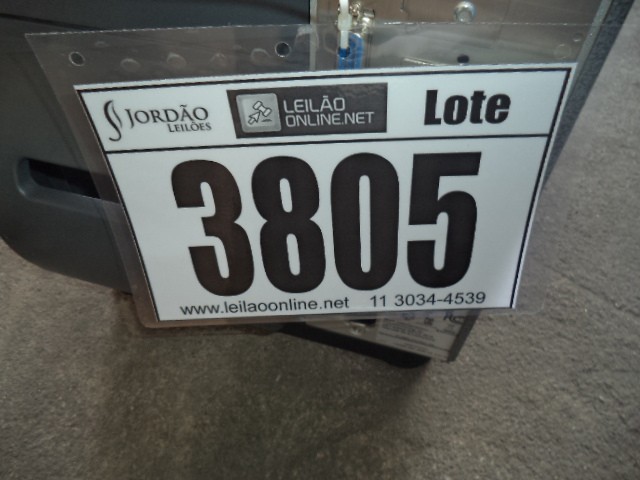 JORDÃO
LEILÕES
LEILÃO
ONLINE.NET
Lote
3805
www.leilaoonline.net 11 3034-4539